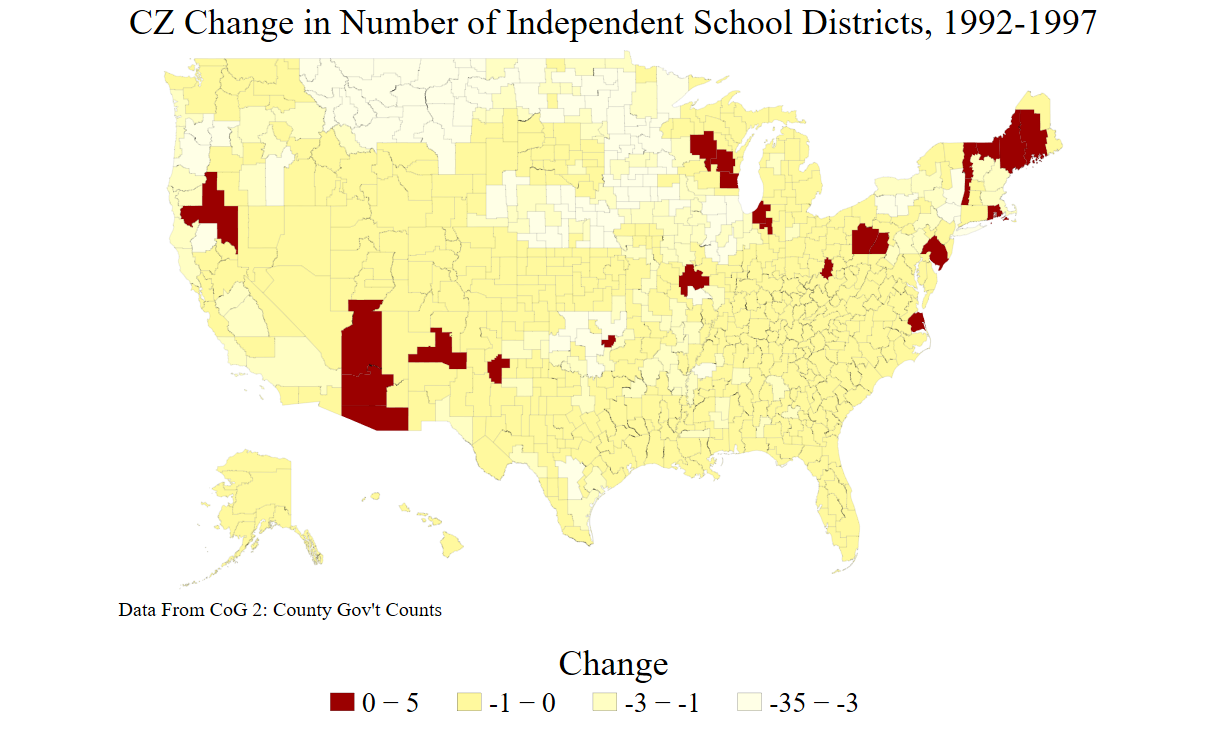 CZ Change in Number of Independent School Districts, 1992-1997
Data From CoG 2: County Gov't Counts
Change
0 − 5 -1 − 0 -3 − -1 -35 − -3